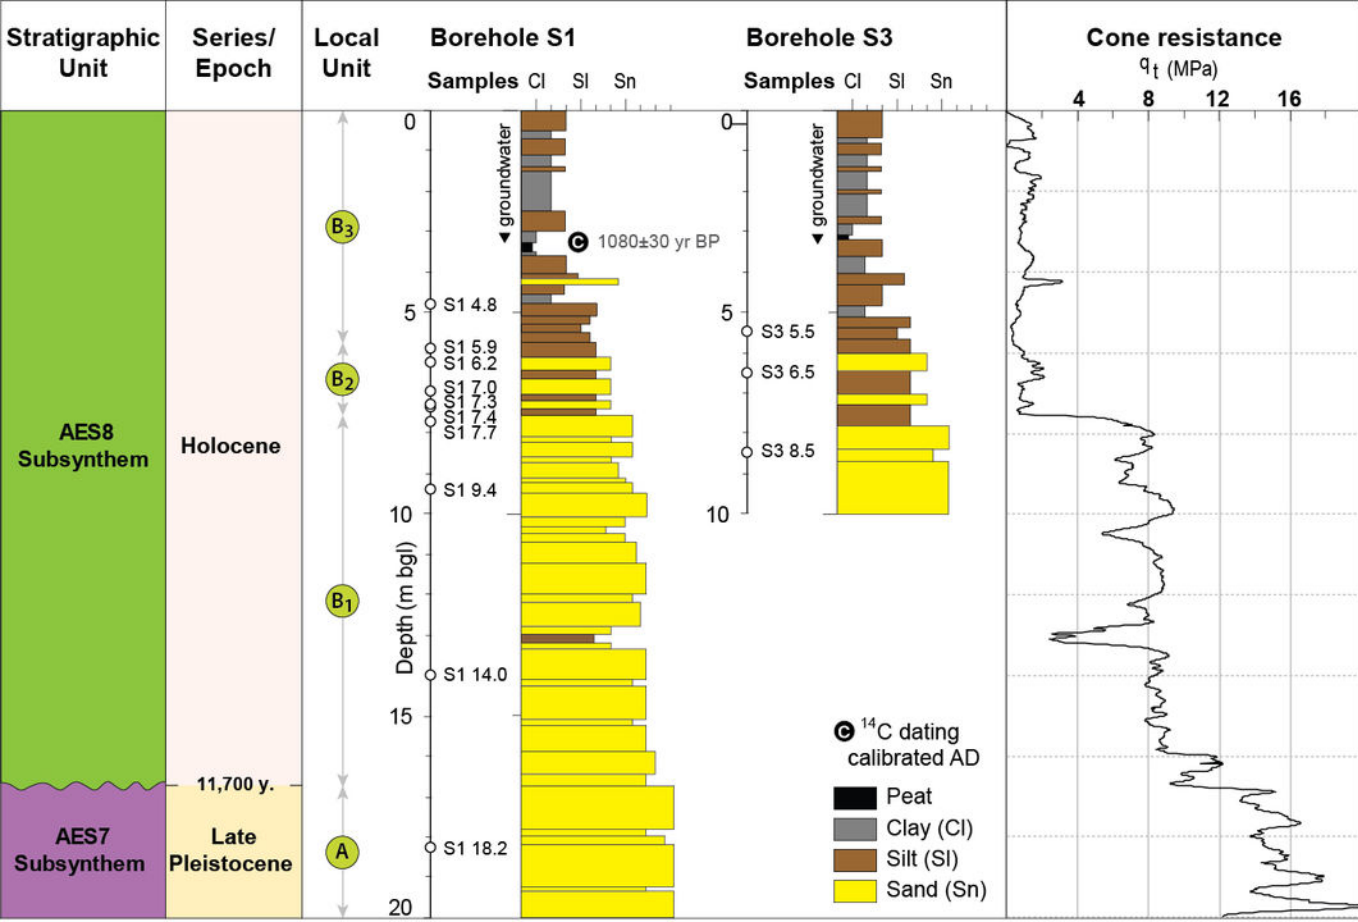 Stratigraphic
Unit
Series/
Epoch
Local
Unit
Borehole S1
Samples Cl Sl Sn
Borehole S3
Samples Cl Sl Sn
Cone resistance
qt (MPa)
4 8 12 16
AES8
Subsynthem
AES7
Subsynthem
Holocene
11,700 y.
Late
Pleistocene
B3
B2
B1
A
0
5
10
15
20
Depth (m bgl)
S1 4.8
S1 5.9
S1 6.2
S1 7.0
S1 7.3
S1 7.4
S1 7.7
S1 9.4
S1 14.0
S1 18.2
▼ groundwater
C 1080±30 yr BP
0
5
10
S3 5.5
S3 6.5
S3 8.5
▼ groundwater
C 14C dating
calibrated AD
Peat
Clay (Cl)
Silt (Sl)
Sand (Sn)